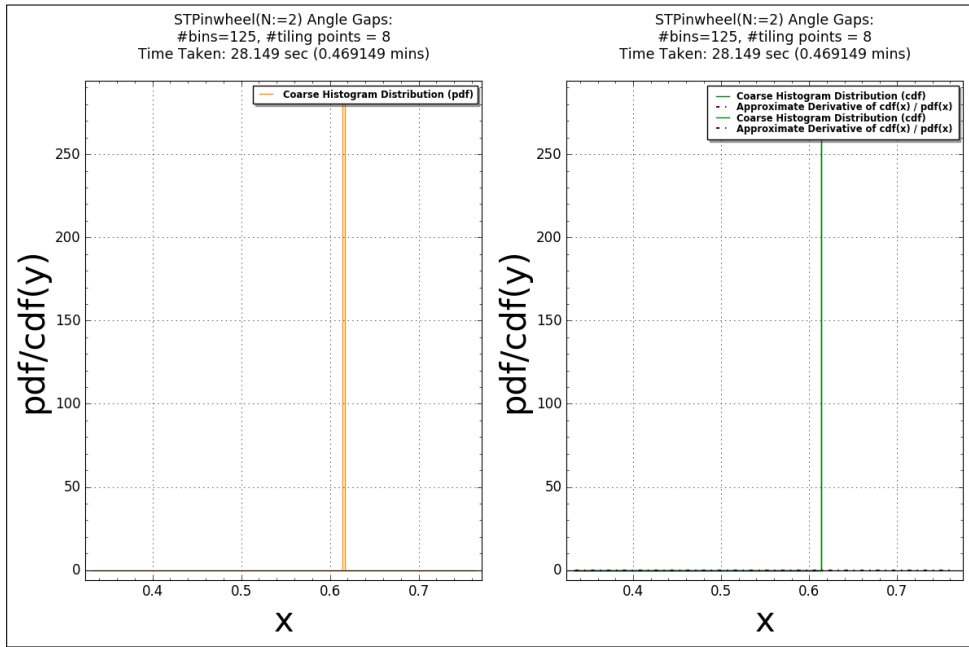 STPinwheel(N:=2) Angle Gaps:
#bins=125, #tiling points = 8
Time Taken: 28.149 sec (0.469149 mins)
Coarse Histogram Distribution (pdf)
250
200
150
100
50
0
0.4
0.5
0.6
0.7
pdf/cdf(y)
x
STPinwheel(N:=2) Angle Gaps:
#bins=125, #tiling points = 8
Time Taken: 28.149 sec (0.469149 mins)
Coarse Histogram Distribution (cdf)
Approximate Derivative of cdf(x) / pdf(x)
Coarse Histogram Distribution (cdf)
Approximate Derivative of cdf(x) / pdf(x)
250
200
150
100
50
0
0.4
0.5
0.6
0.7
pdf/cdf(y)
x